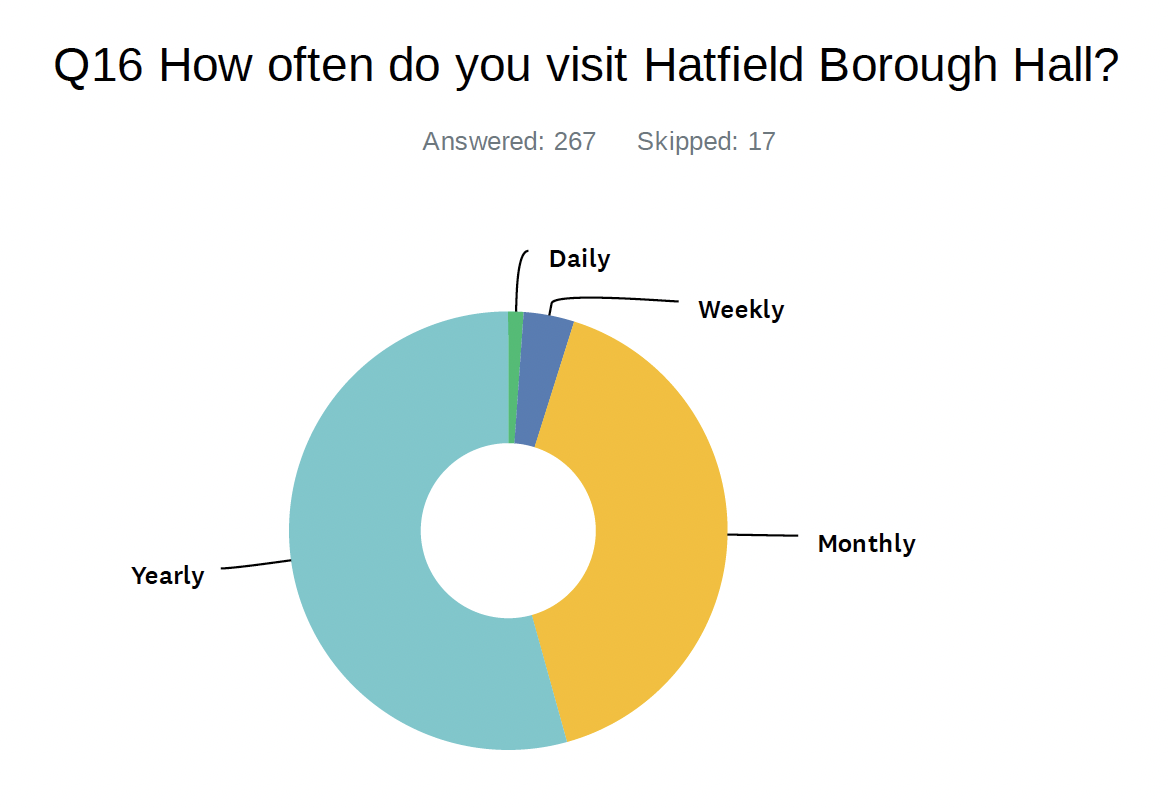 Q16 How often do you visit Hatfield Borough Hall?
Answered: 267 Skipped: 17
Daily
Weekly
Monthly
Yearly